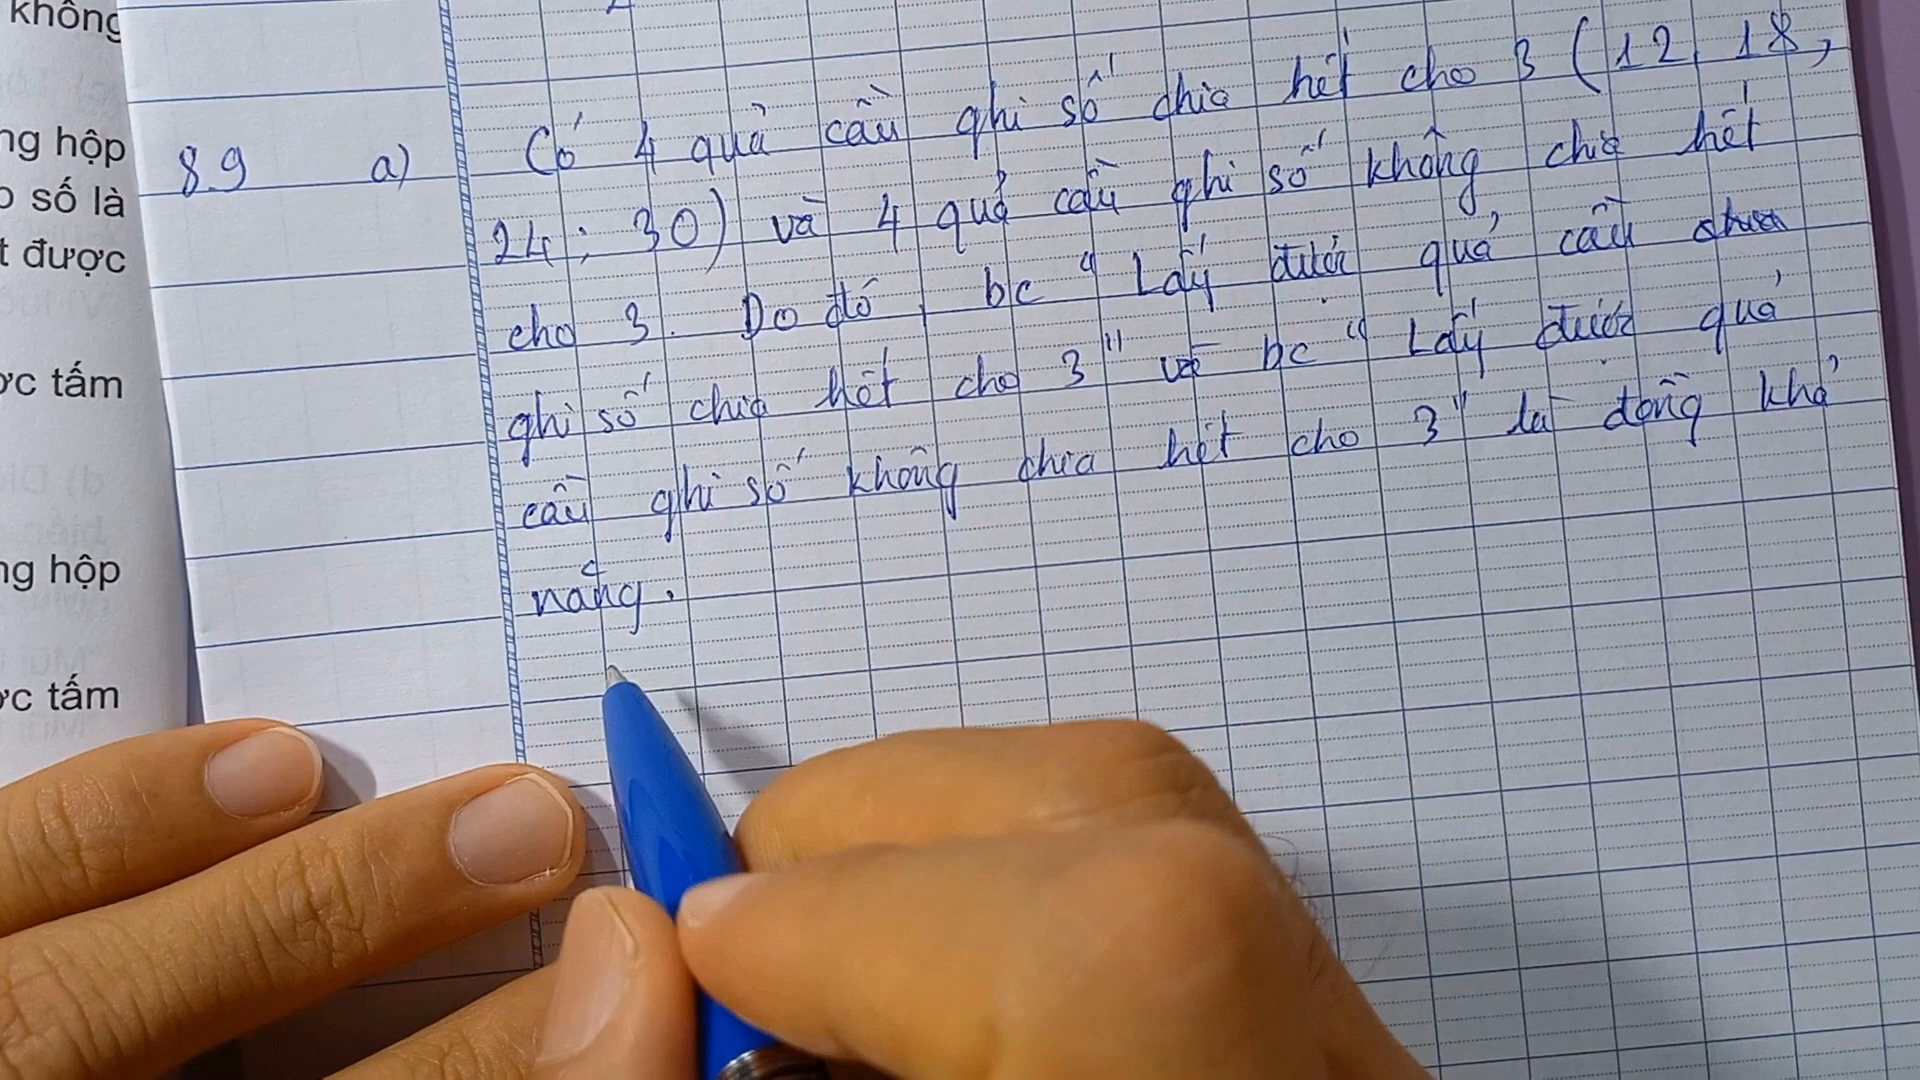 không
ng hộp
o số là
t được
ợc tấm
ng hộp
ợc tấm
8.9 a) Có 4 quả cầu ghi số chia hết cho 3 (12, 18,
24; 30) và 4 quả cầu ghi số không chia hết
cho 3. Do đó, bc "Lấy được quả cầu
ghi số chia hết cho 3" và bc "Lấy được quả
cầu ghi số không chia hết cho 3" là đồng khả
năng.